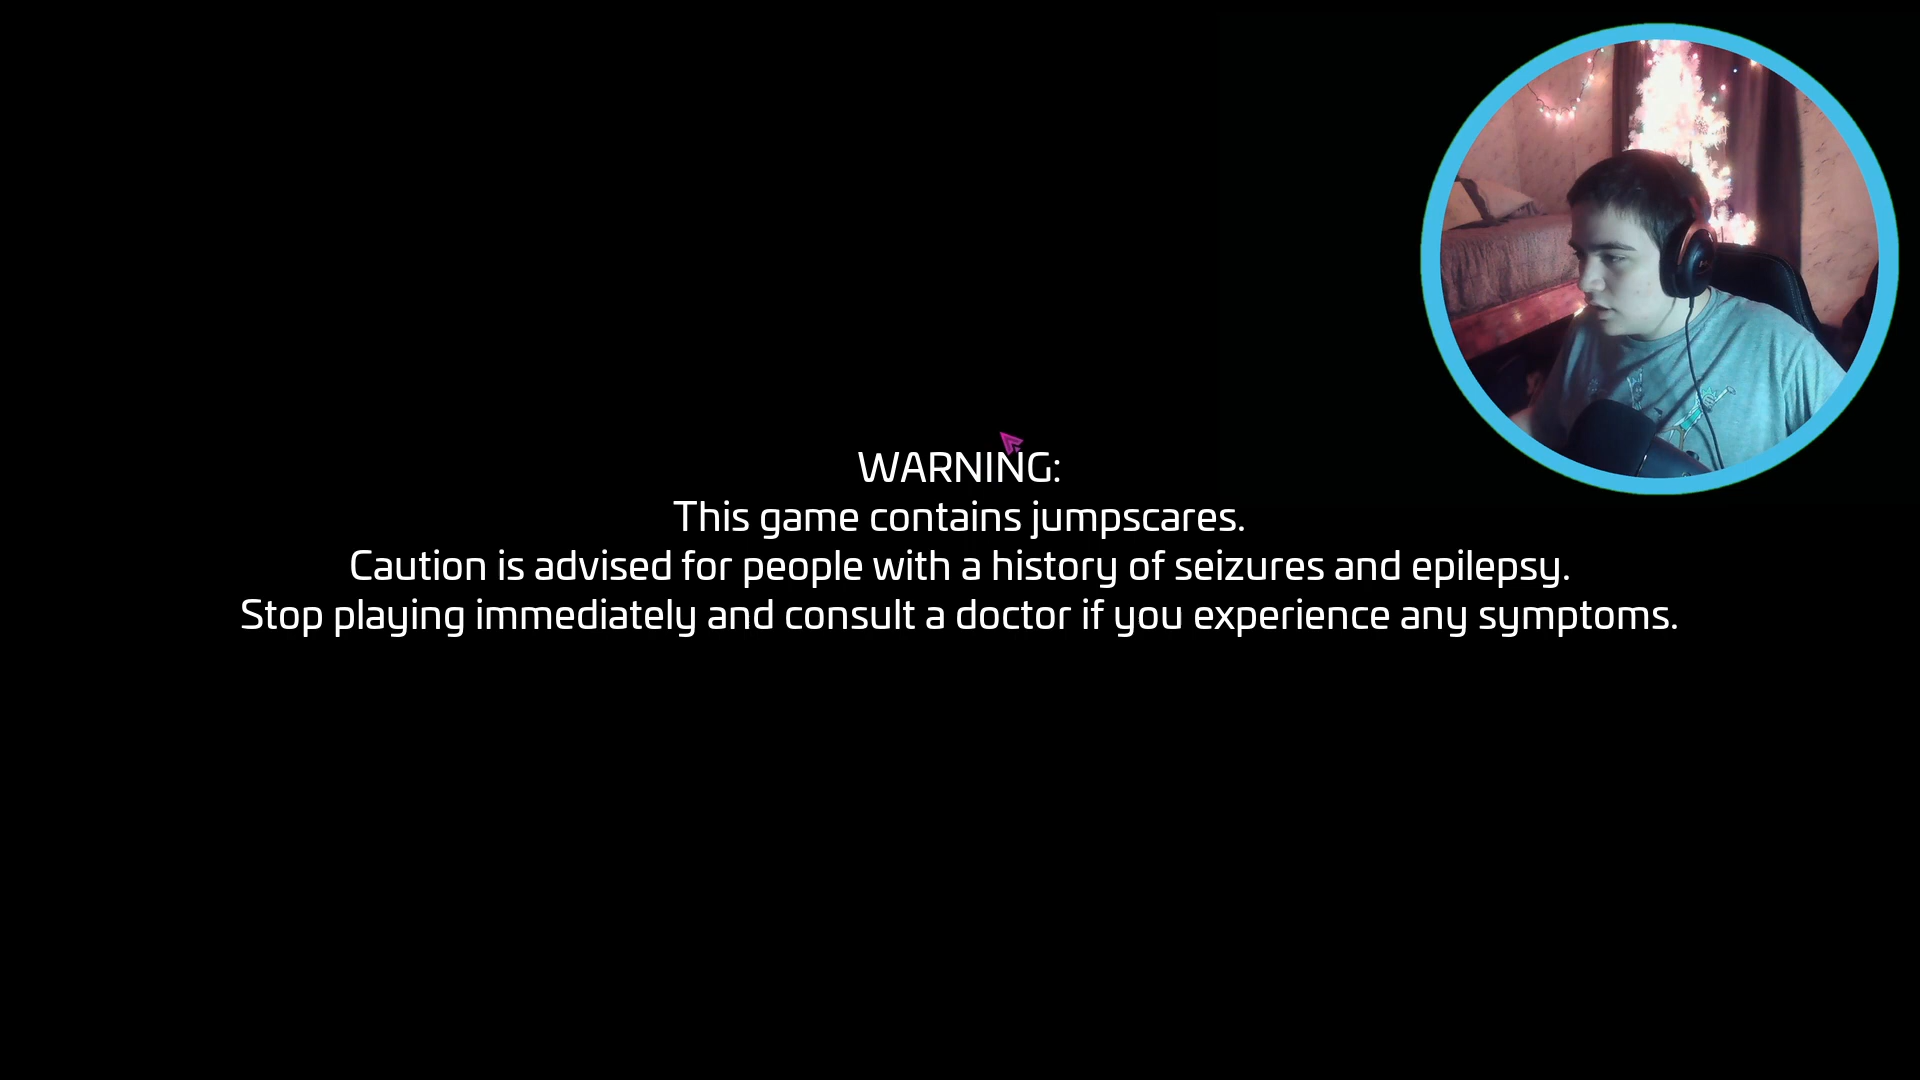 WARNING:
This game contains jumpscares.
Caution is advised for people with a history of seizures and epilepsy.
Stop playing immediately and consult a doctor if you experience any symptoms.